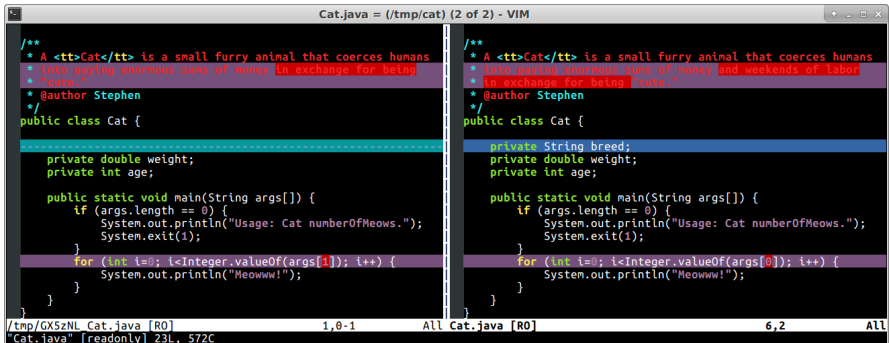 Cat.java = (/tmp/cat) (2 of 2) - VIM
/**
 * A <tt>Cat</tt> is a small furry animal that coerces humans
 * into paying enormous sums of money in exchange for being
 * "cute."
 * @author Stephen
 */
public class Cat {
------------------------------------------------------------
    private double weight;
    private int age;
    public static void main(String args[]) {
        if (args.length == 0) {
            System.out.println("Usage: Cat numberOfMeows.");
            System.exit(1);
        }
        for (int i=0; i<Integer.valueOf(args[1]); i++) {
            System.out.println("Meowww!");
        }
    }
}
/tmp/GX5zNL_Cat.java [RO] 1,0-1 All
/**
 * A <tt>Cat</tt> is a small furry animal that coerces humans
 * into paying enormous sums of money and weekends of labor
 * in exchange for being "cute."
 * @author Stephen
 */
public class Cat {
    private String breed;
    private double weight;
    private int age;
    public static void main(String args[]) {
        if (args.length == 0) {
            System.out.println("Usage: Cat numberOfMeows.");
            System.exit(1);
        }
        for (int i=0; i<Integer.valueOf(args[0]); i++) {
            System.out.println("Meowww!");
        }
    }
}
Cat.java [RO] 6,2 All
"Cat.java" [readonly] 23L, 572C